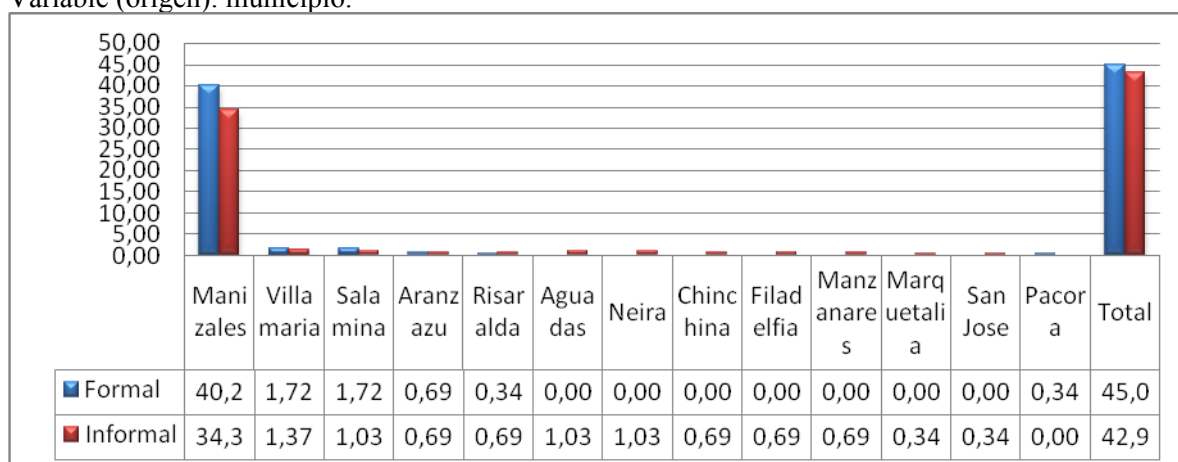 Variable (origen): municipio.
50,00
45,00
40,00
35,00
30,00
25,00
20,00
15,00
10,00
5,00
0,00
Mani zales Villa maria Sala mina Aranz azu Risar alda Agua das Neira Chinc hina Filad elfia Manz anare s Marq uetali a San Jose Pacor a Total
Formal 40,2 1,72 1,72 0,69 0,34 0,00 0,00 0,00 0,00 0,00 0,00 0,00 0,34 45,0
Informal 34,3 1,37 1,03 0,69 0,69 1,03 1,03 0,69 0,69 0,69 0,34 0,34 0,00 42,9